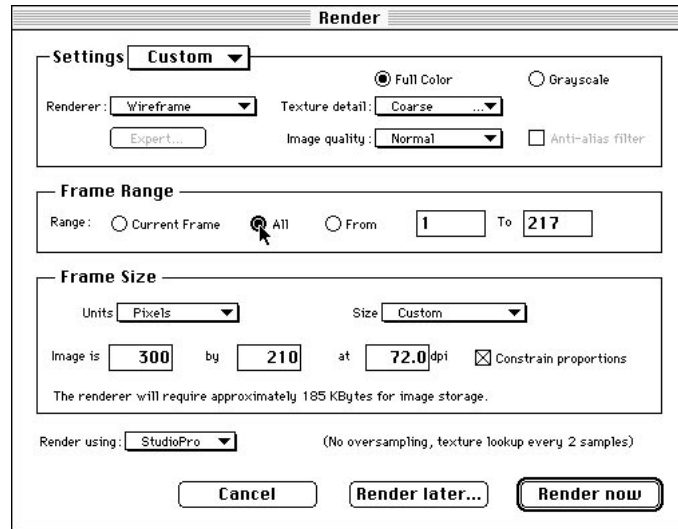 Render
Settings Custom
Full Color Grayscale
Renderer: Wireframe Texture detail: Coarse ...
Expert... Image quality: Normal Anti-alias filter
Frame Range
Range: Current Frame All From 1 To 217
Frame Size
Units Pixels Size Custom
Image is 300 by 210 at 72.0 dpi Constrain proportions
The renderer will require approximately 185 KBytes for image storage.
Render using: StudioPro (No oversampling, texture lookup every 2 samples)
Cancel Render later... Render now